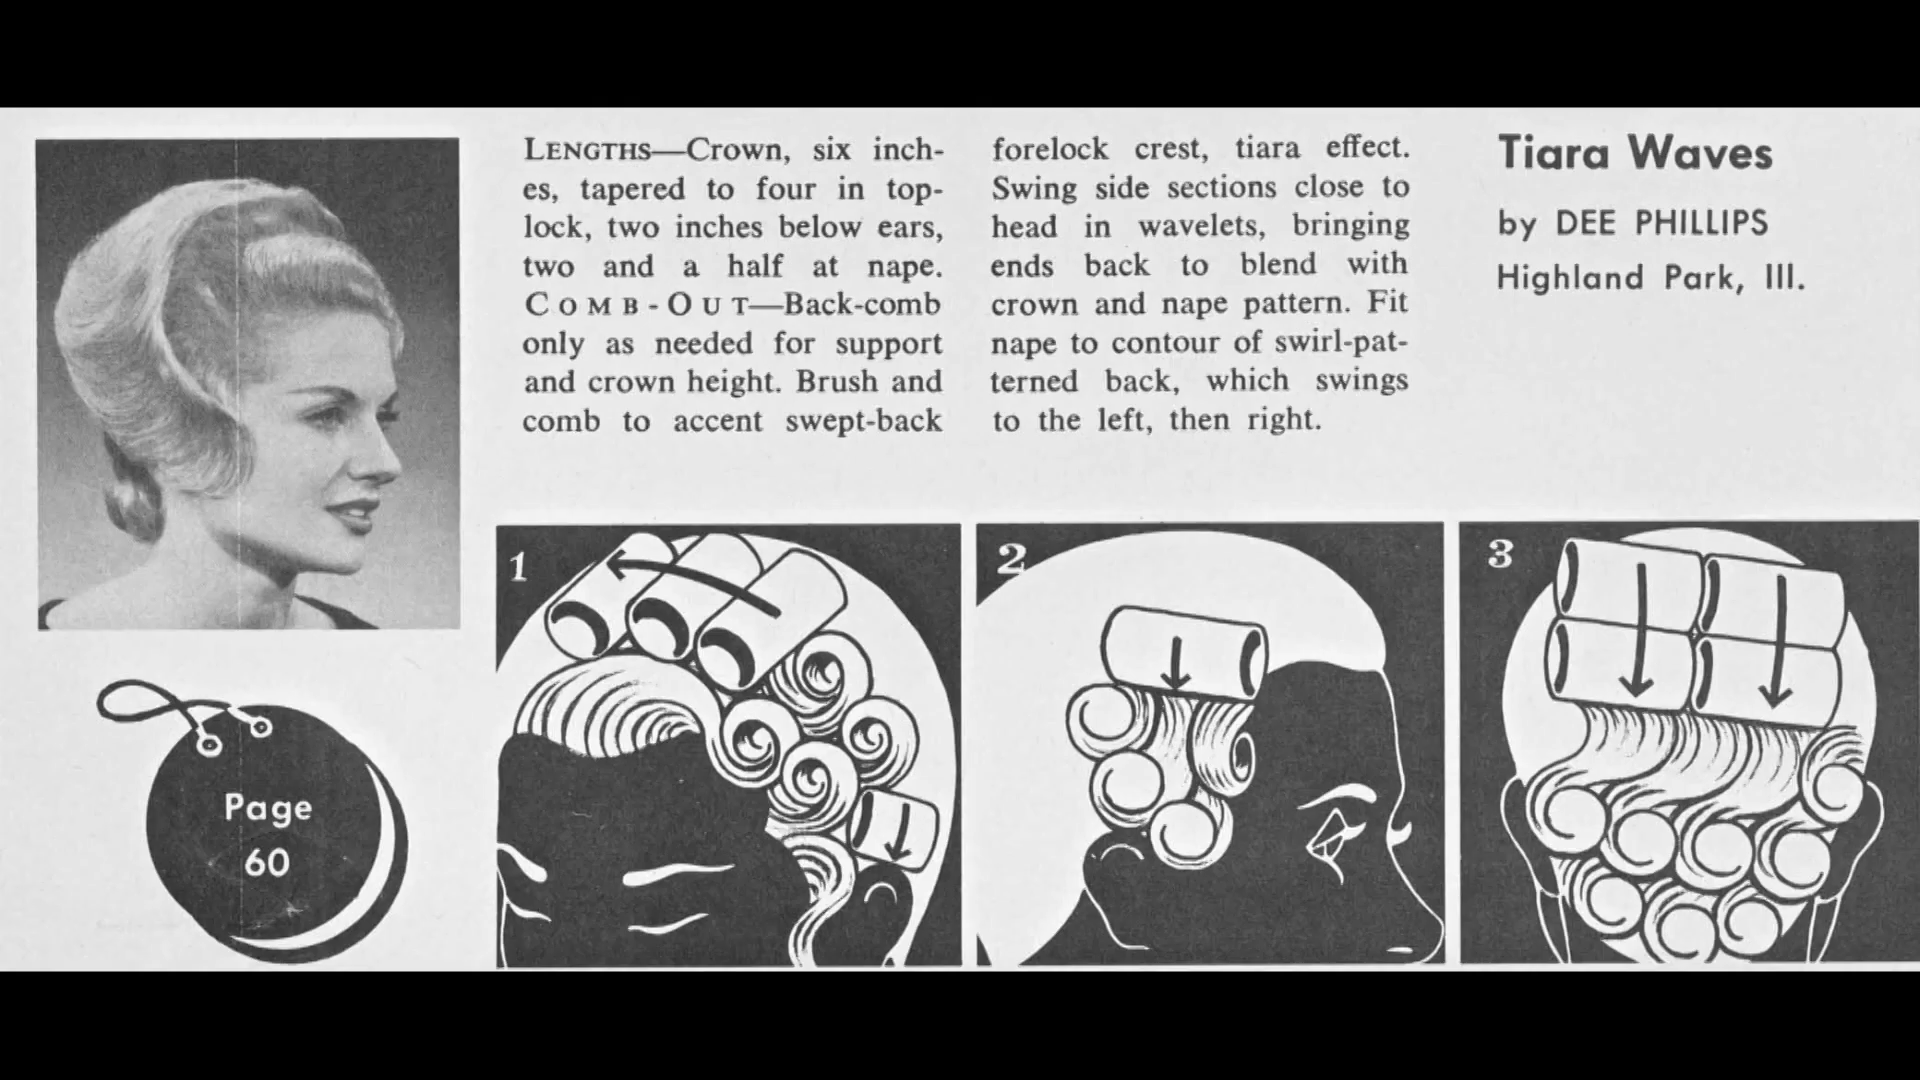 LENGTHS—Crown, six inch-
es, tapered to four in top-
lock, two inches below ears,
two and a half at nape.
COMB-OUT—Back-comb
only as needed for support
and crown height. Brush and
comb to accent swept-back
forelock crest, tiara effect.
Swing side sections close to
head in wavelets, bringing
ends back to blend with
crown and nape pattern. Fit
nape to contour of swirl-pat-
terned back, which swings
to the left, then right.
Tiara Waves
by DEE PHILLIPS
Highland Park, Ill.
1
2
3
Page
60